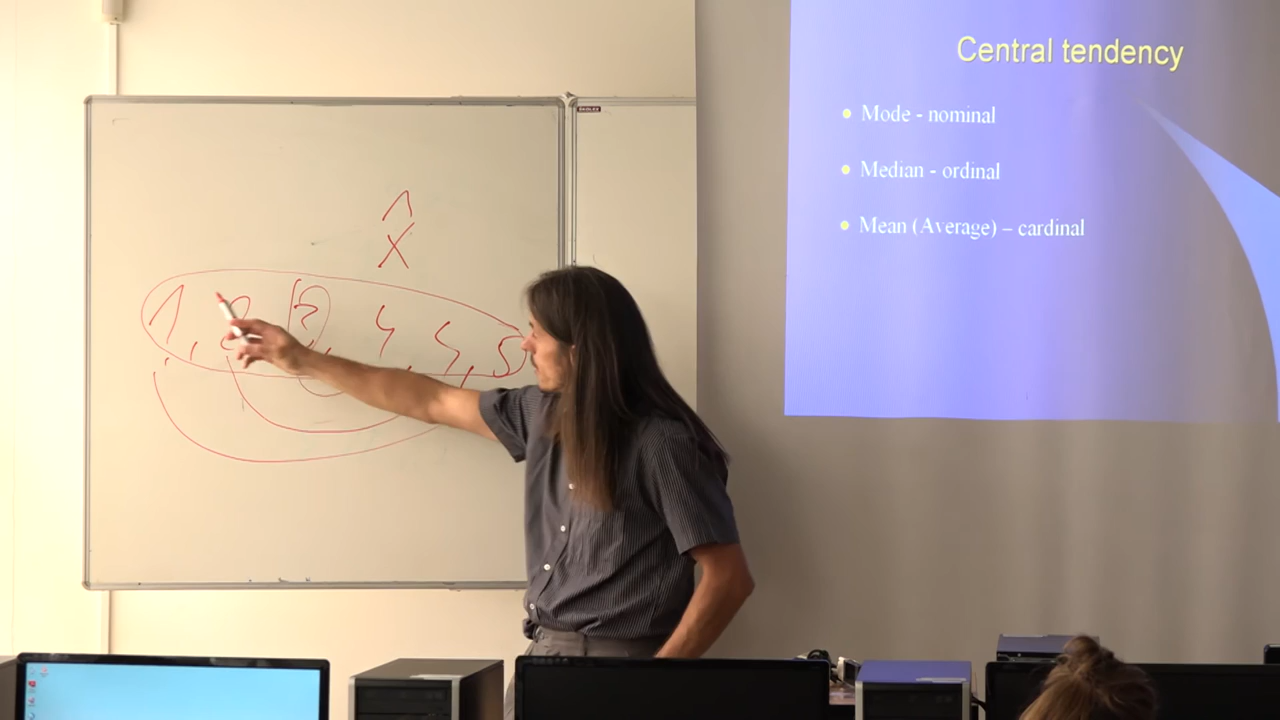 Central tendency
Mode - nominal
Median - ordinal
Mean (Average) – cardinal
X
1, 2, 3, 4 5, 5